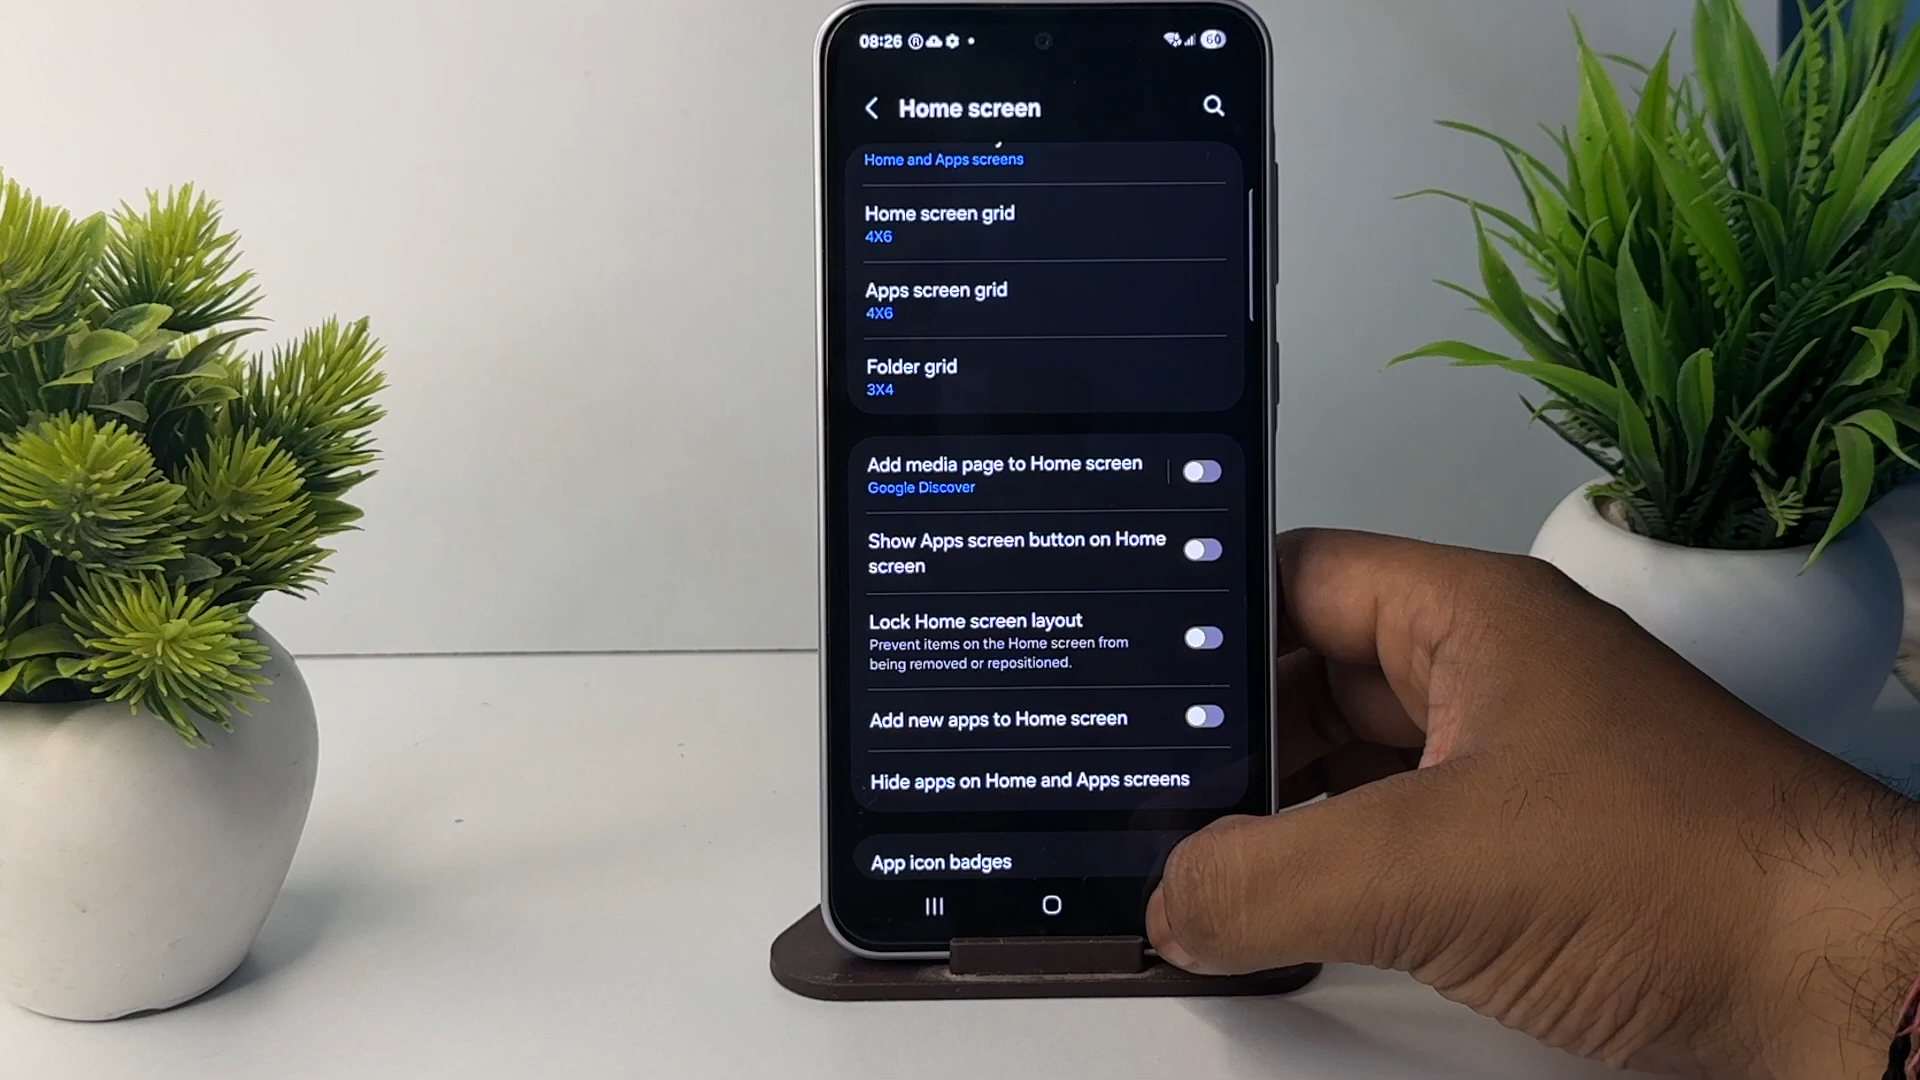 08:26
60
Home screen
Home and Apps screens
Home screen grid
4X6
Apps screen grid
4X6
Folder grid
3X4
Add media page to Home screen
Google Discover
Show Apps screen button on Home
screen
Lock Home screen layout
Prevent items on the Home screen from
being removed or repositioned.
Add new apps to Home screen
Hide apps on Home and Apps screens
App icon badges